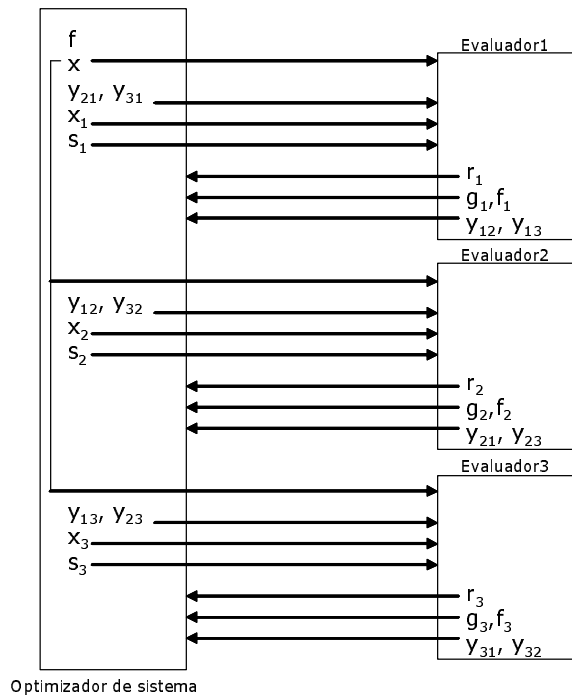 f
Evaluador1
x
y21, y31
x1
s1
r1
g1,f1
y12, y13
Evaluador2
y12, y32
x2
s2
r2
g2,f2
y21, y23
Evaluador3
y13, y23
x3
s3
r3
g3,f3
y31, y32
Optimizador de sistema